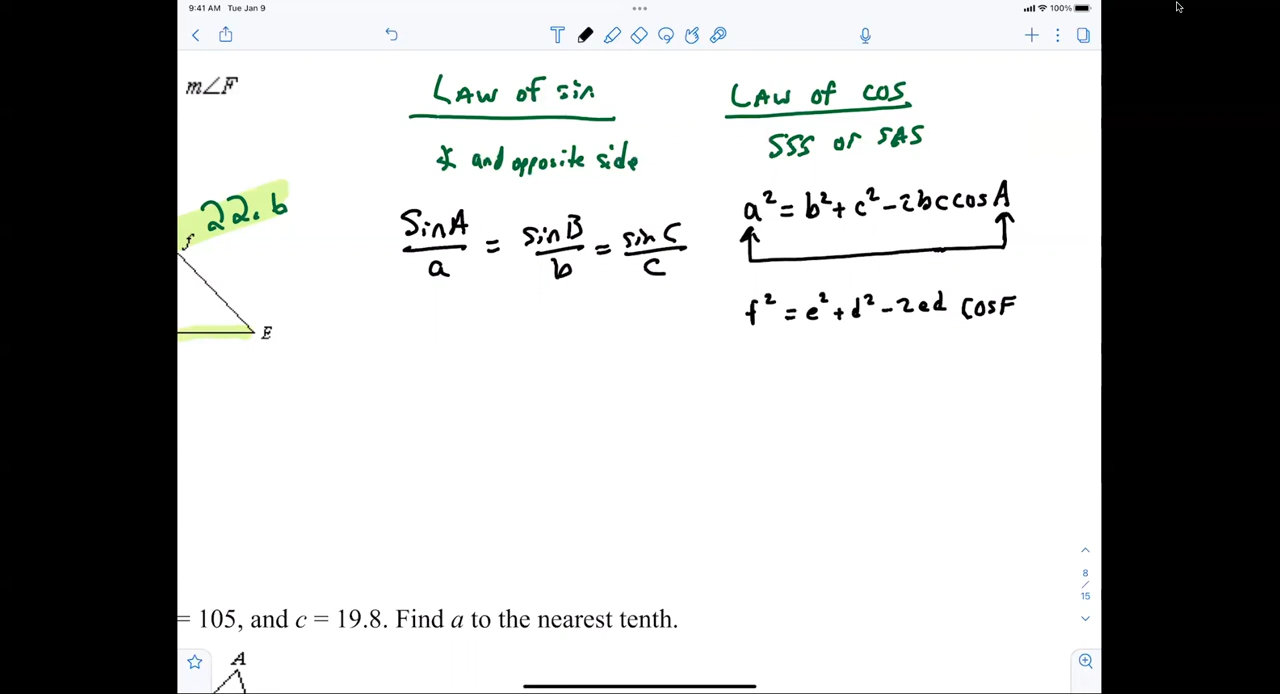 9:41 AM Tue Jan 9
100%
m∠F
LAW of sin
∡ and opposite side
sinA/a = sinB/b = sinC/c
LAW of cos
SSS or SAS
a² = b² + c² - 2bc cos A
f² = e² + d² - 2ed cosF
22.6
f
E
8
/
15
= 105, and c = 19.8. Find a to the nearest tenth.
A